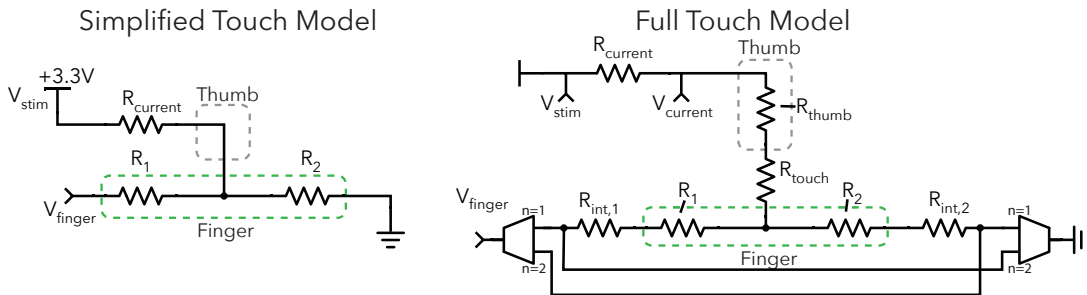 Simplified Touch Model
+3.3V
V_stim
R_current
Thumb
R_1
R_2
V_finger
Finger
Full Touch Model
R_current
Thumb
V_stim
V_current
R_thumb
R_touch
V_finger
n=1
R_int,1
R_1
R_2
R_int,2
n=1
n=2
Finger
n=2